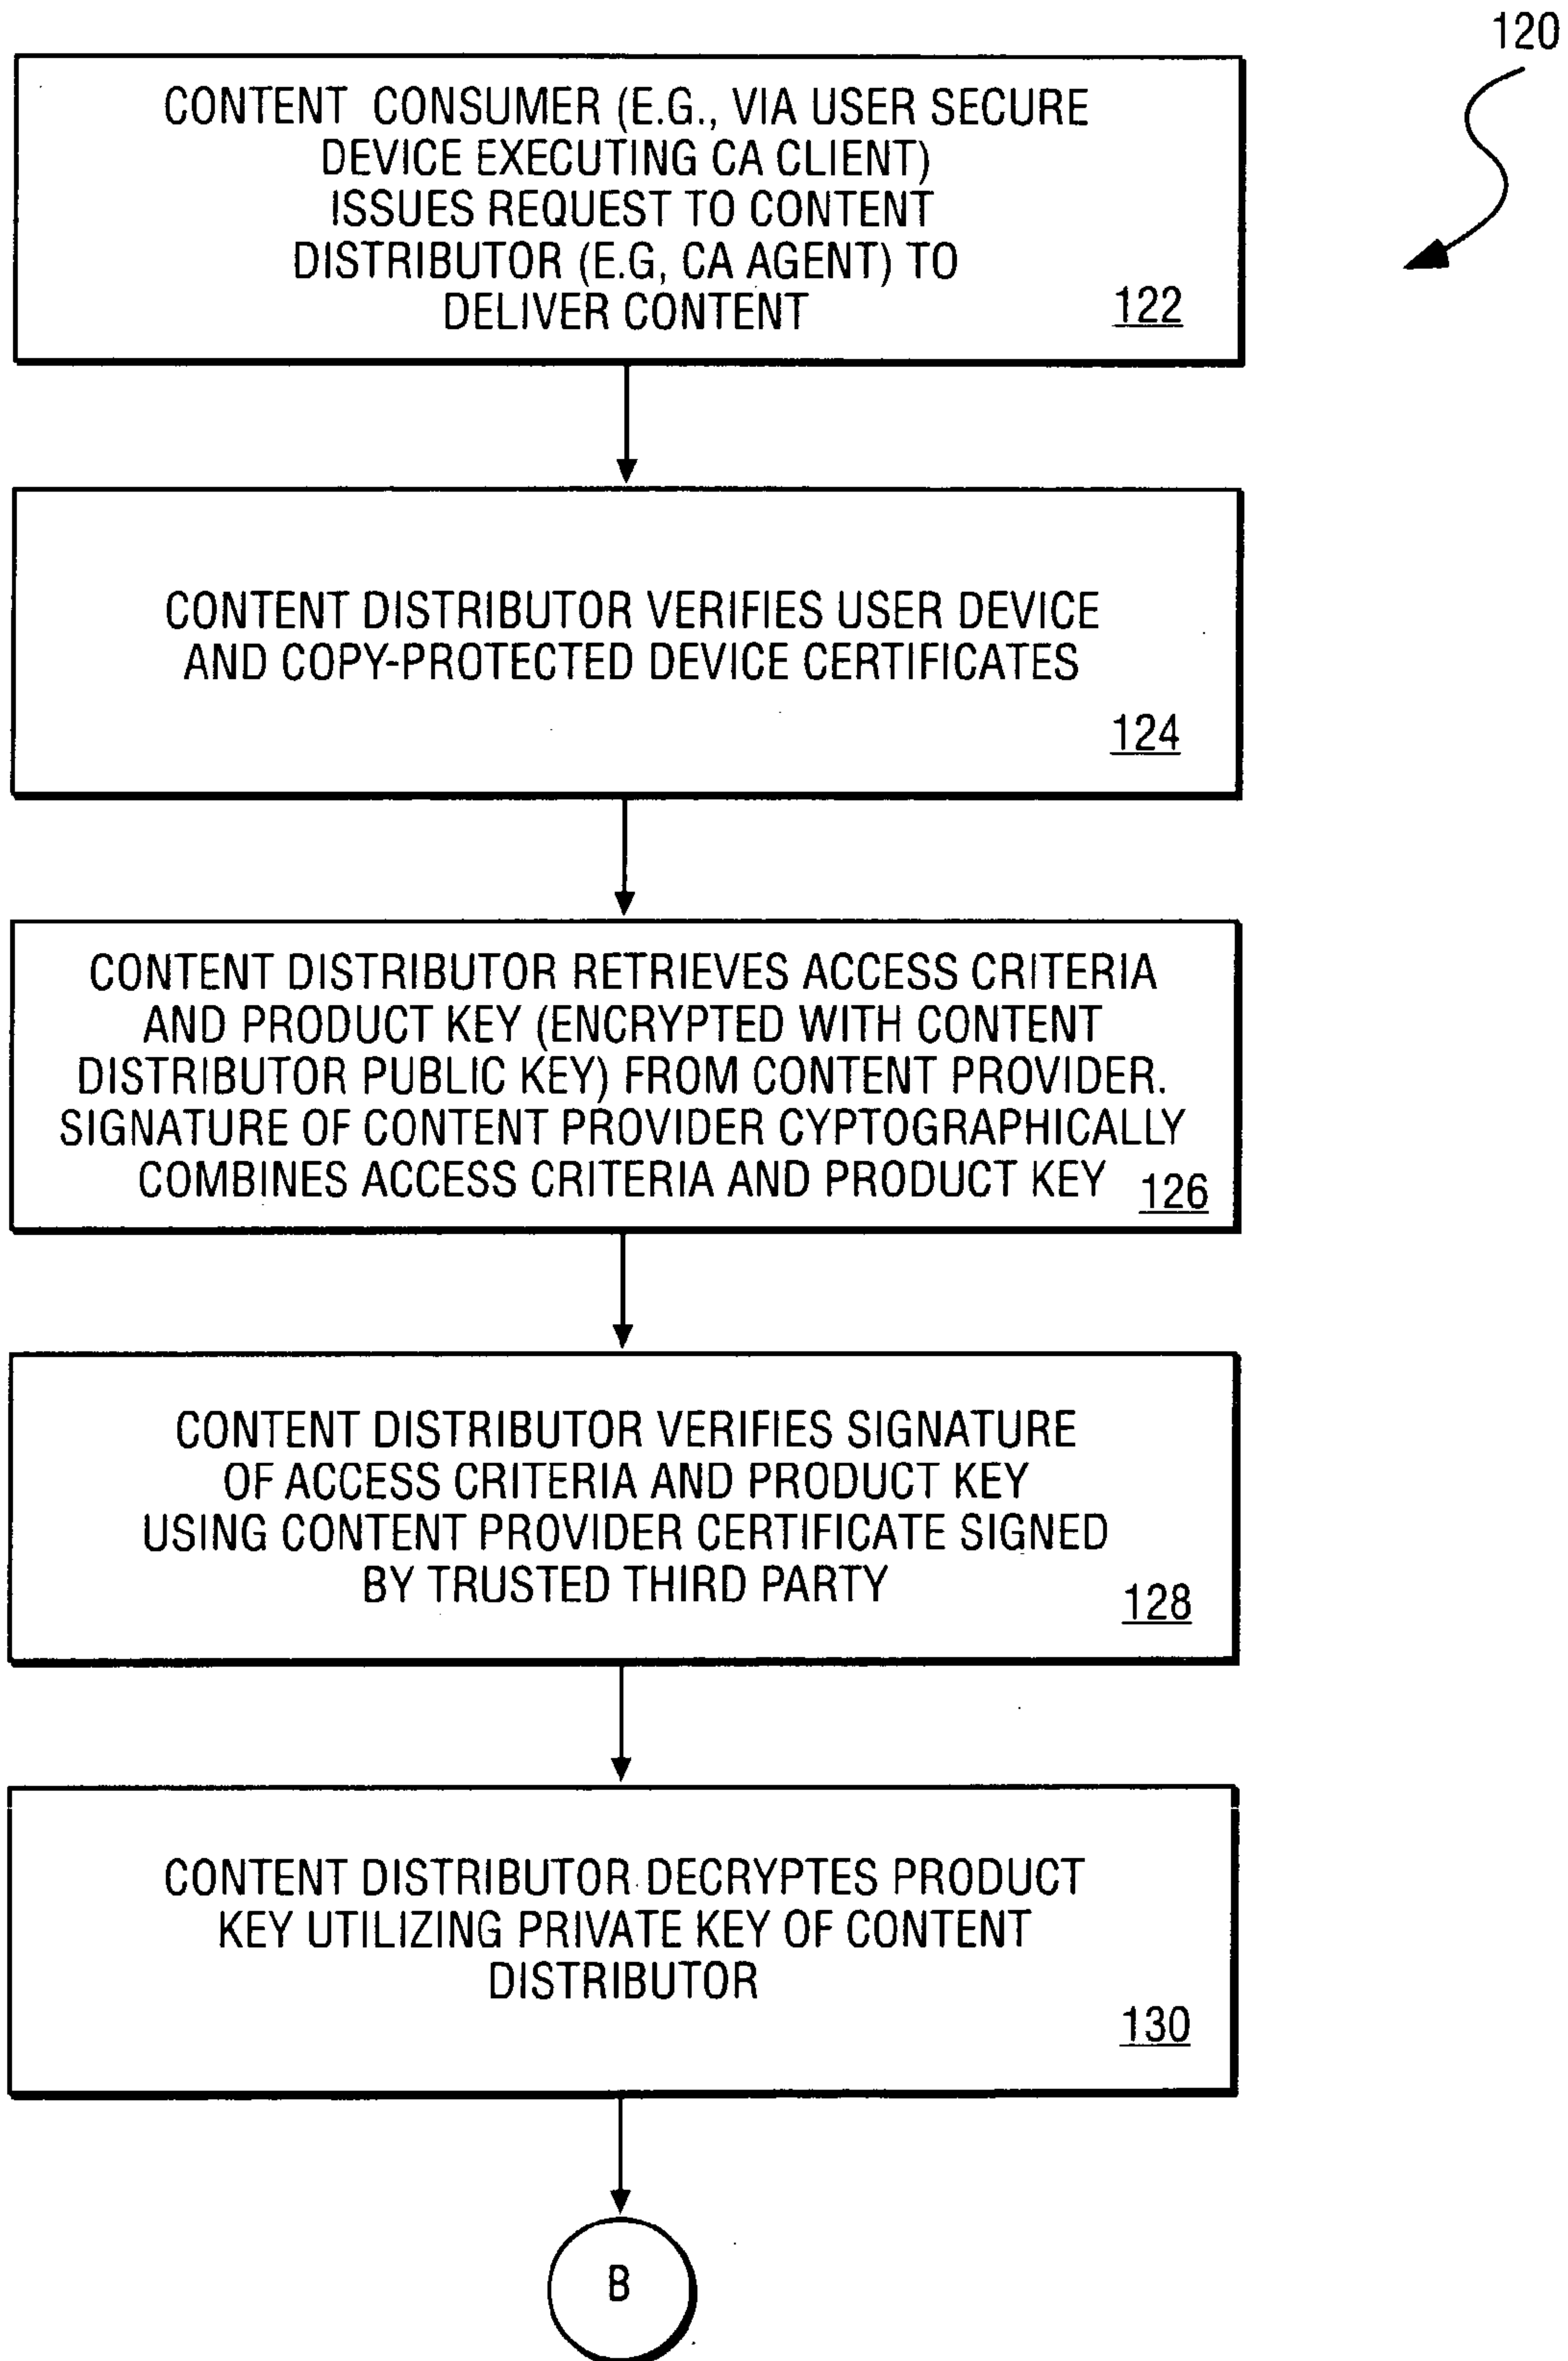 120
CONTENT CONSUMER (E.G., VIA USER SECURE
DEVICE EXECUTING CA CLIENT)
ISSUES REQUEST TO CONTENT
DISTRIBUTOR (E.G, CA AGENT) TO
DELIVER CONTENT
122
CONTENT DISTRIBUTOR VERIFIES USER DEVICE
AND COPY-PROTECTED DEVICE CERTIFICATES
124
CONTENT DISTRIBUTOR RETRIEVES ACCESS CRITERIA
AND PRODUCT KEY (ENCRYPTED WITH CONTENT
DISTRIBUTOR PUBLIC KEY) FROM CONTENT PROVIDER.
SIGNATURE OF CONTENT PROVIDER CYPTOGRAPHICALLY
COMBINES ACCESS CRITERIA AND PRODUCT KEY
126
CONTENT DISTRIBUTOR VERIFIES SIGNATURE
OF ACCESS CRITERIA AND PRODUCT KEY
USING CONTENT PROVIDER CERTIFICATE SIGNED
BY TRUSTED THIRD PARTY
128
CONTENT DISTRIBUTOR DECRYPTES PRODUCT
KEY UTILIZING PRIVATE KEY OF CONTENT
DISTRIBUTOR
130
B